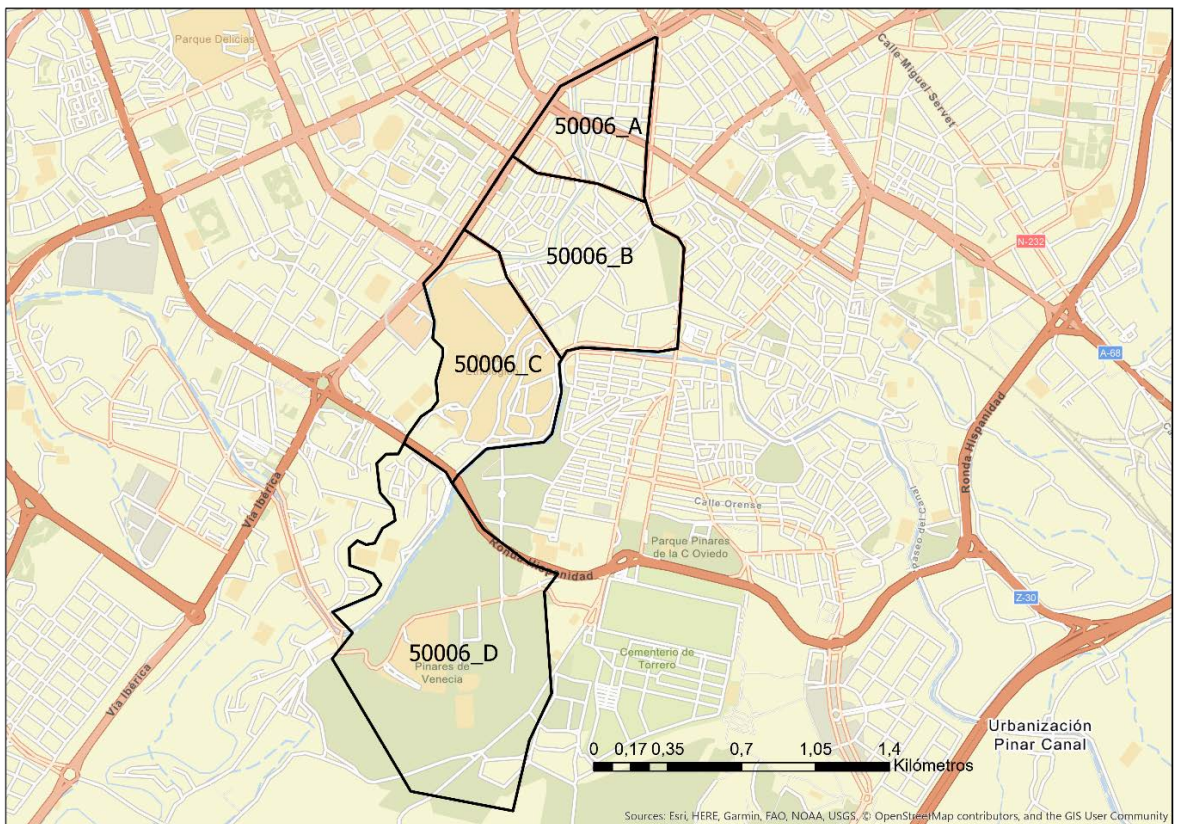 Parque Delicias
Calle Miguel Servet
50006_A
N-232
50006_B
A-68
50006_C
Ronda Hispanidad
Vía Ibérica
Calle Orense
Paseo del Canal
Parque Pinares
de la C Oviedo
Ronda Hispanidad
Z-30
50006_D
Pinares de
Venecia
Cementerio de
Torrero
Vía Ibérica
Urbanización
Pinar Canal
0 0,17 0,35 0,7 1,05 1,4
Kilómetros
Sources: Esri, HERE, Garmin, FAO, NOAA, USGS, © OpenStreetMap contributors, and the GIS User Community